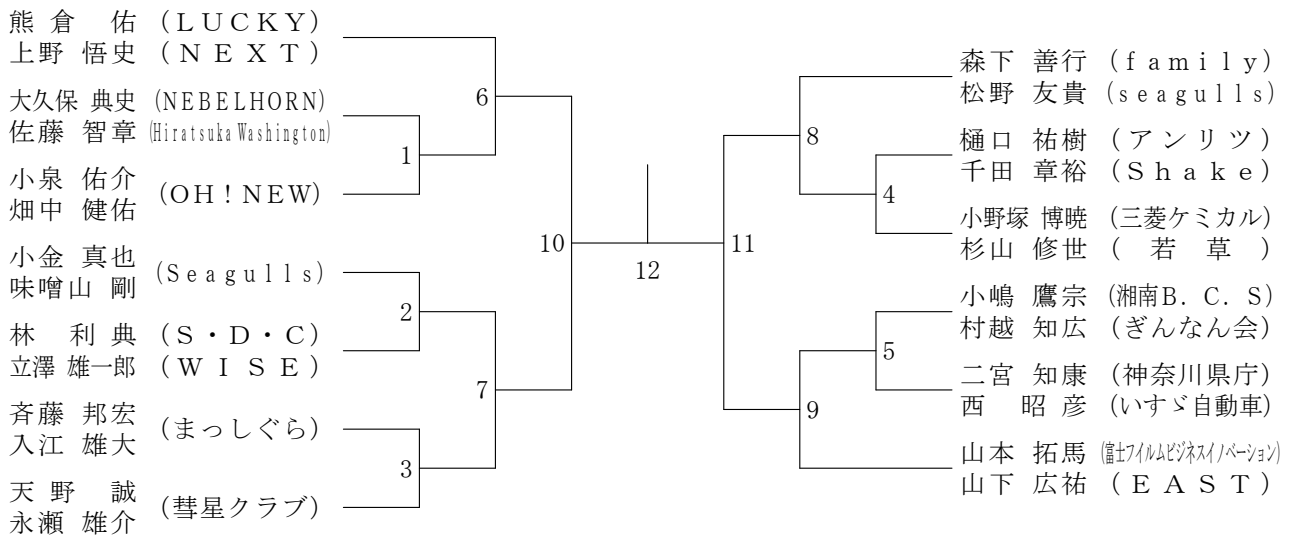 熊倉 佑 （ＬＵＣＫＹ）
上野 悟史 （ＮＥＸＴ）
大久保 典史 (NEBELHORN)
佐藤 智章 (Hiratsuka Washington)
小泉 佑介 （OH！NEW）
畑中 健佑
小金 真也 （Seagulls）
味噌山 剛
林 利典 （Ｓ・Ｄ・Ｃ）
立澤 雄一郎 （ＷＩＳＥ）
斉藤 邦宏 （まっしぐら）
入江 雄大
天野 誠 （彗星クラブ）
永瀬 雄介
6
1
2
7
3
10
12
11
8
4
5
9
森下 善行 （ｆａｍｉｌｙ）
松野 友貴 （seagulls）
樋口 祐樹 （アンリツ）
千田 章裕 （Ｓｈａｋｅ）
小野塚 博暁 （三菱ケミカル）
杉山 修世 （若草）
小嶋 鷹宗 （湘南Ｂ．Ｃ．Ｓ）
村越 知広 （ぎんなん会）
二宮 知康 （神奈川県庁）
西 昭彦 （いすゞ自動車）
山本 拓馬 (富士フイルムビジネスイノベーション)
山下 広祐 （ＥＡＳＴ）